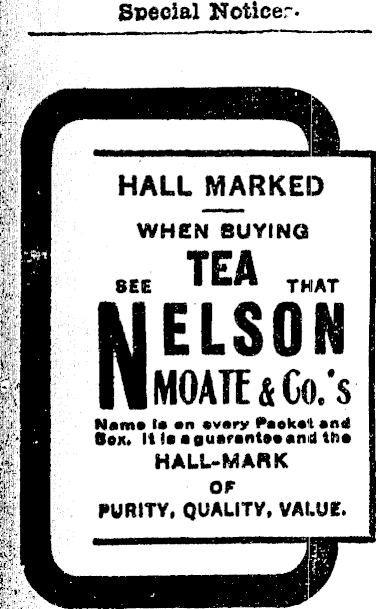 Special Notices.
HALL MARKED
WHEN BUYING
TEA
SEE THAT
NELSON
MOATE & Co.'s
Name is on every Packet and
Box. It is a guarantee and the
HALL-MARK
OF
PURITY, QUALITY, VALUE.